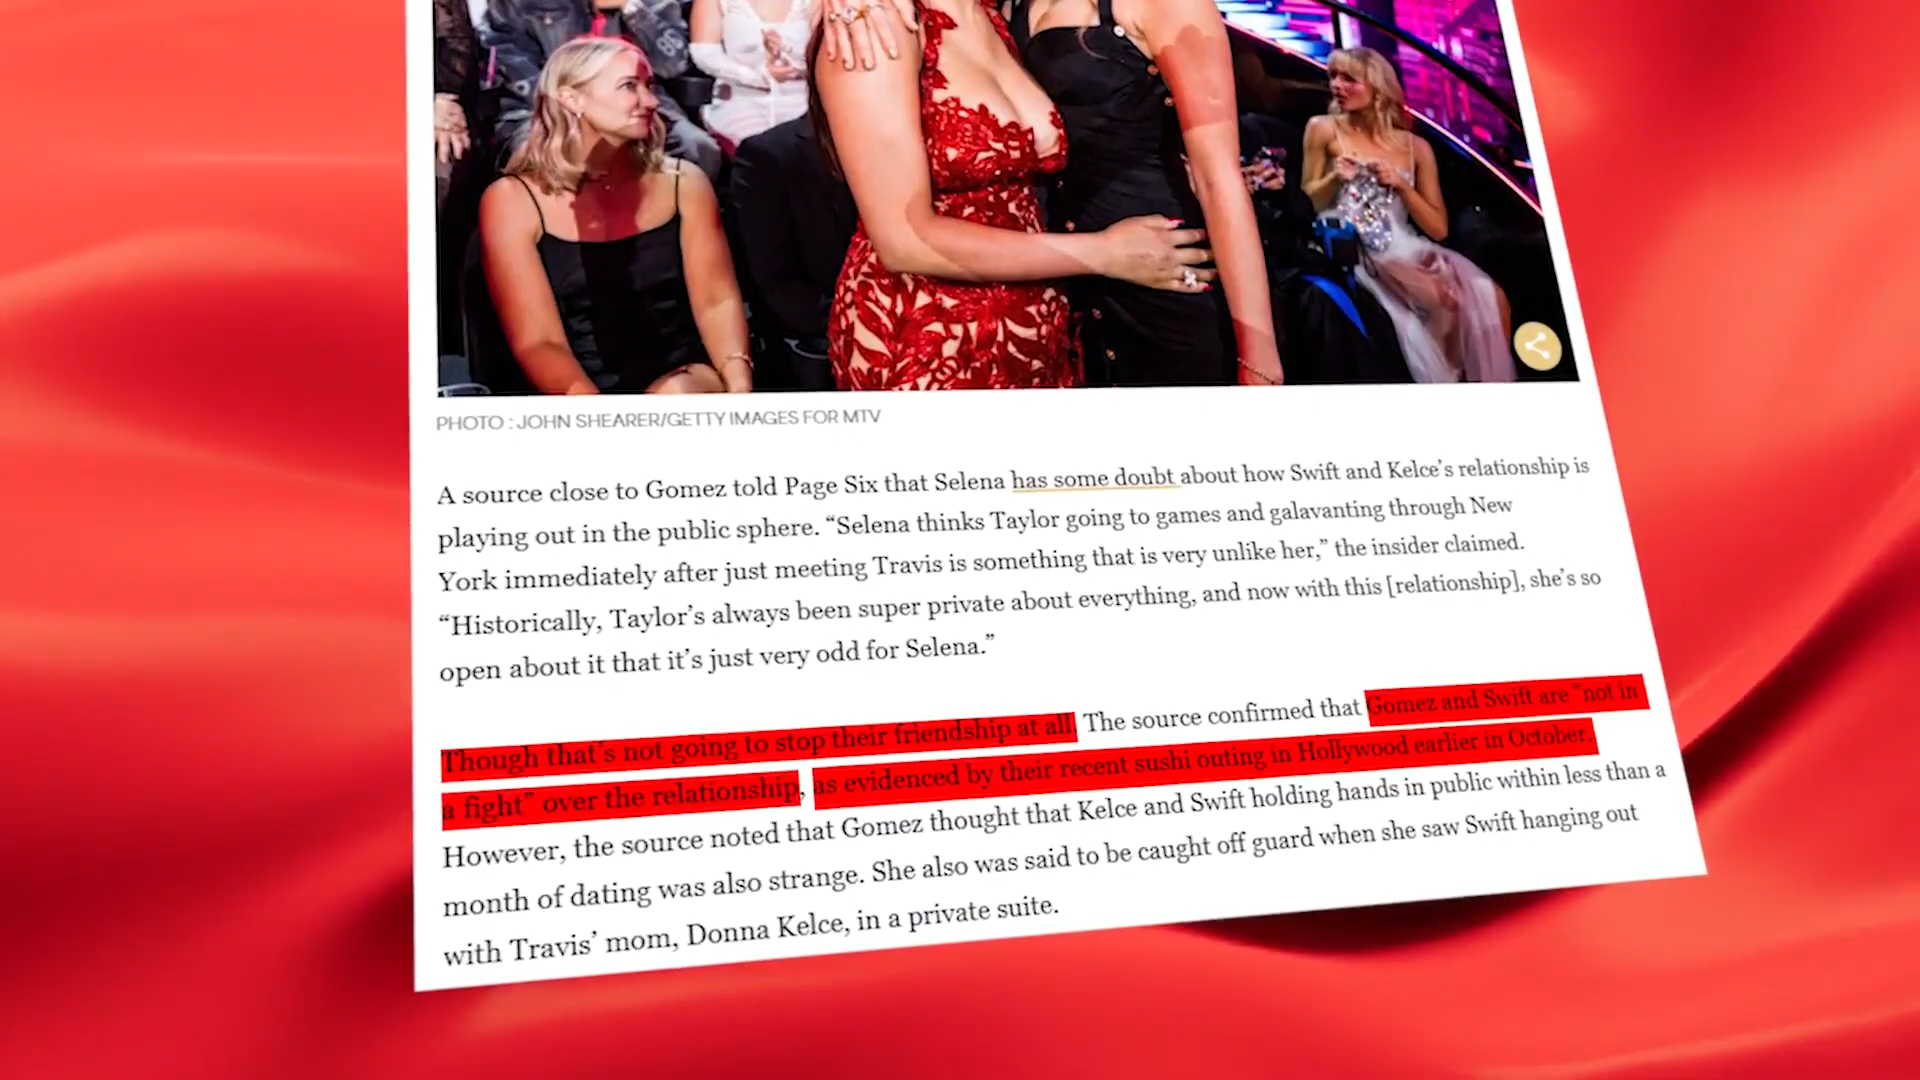 PHOTO : JOHN SHEARER/GETTY IMAGES FOR MTV
A source close to Gomez told Page Six that Selena has some doubt about how Swift and Kelce’s relationship is
playing out in the public sphere. “Selena thinks Taylor going to games and galavanting through New
York immediately after just meeting Travis is something that is very unlike her,” the insider claimed.
“Historically, Taylor’s always been super private about everything, and now with this [relationship], she’s so
open about it that it’s just very odd for Selena.”
Though that’s not going to stop their friendship at all. The source confirmed that Gomez and Swift are “not in
a fight” over the relationship, as evidenced by their recent sushi outing in Hollywood earlier in October.
However, the source noted that Gomez thought that Kelce and Swift holding hands in public within less than a
month of dating was also strange. She also was said to be caught off guard when she saw Swift hanging out
with Travis’ mom, Donna Kelce, in a private suite.